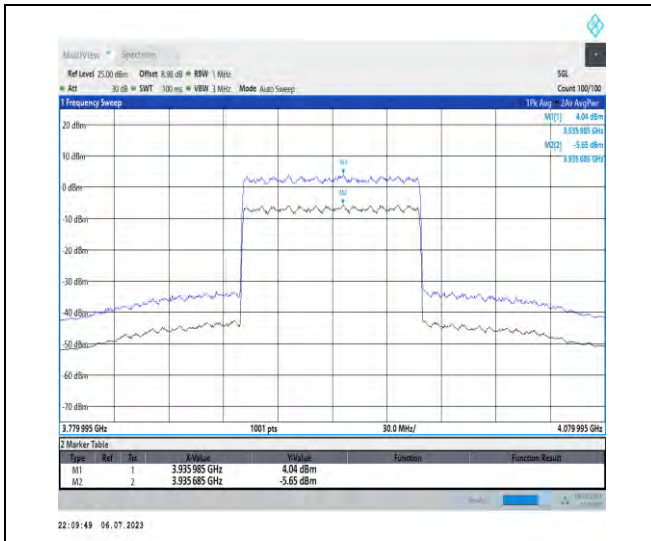 MultiView Spectrum
Ref Level 25.00 dBm Offset 8.98 dB RBW 1 MHz SGL
Att 30 dB SWT 100 ms VBW 3 MHz Mode Auto Sweep Count 100/100
1 Frequency Sweep 1Pk Avg 2Av AvgPwr
M1[1] 4.04 dBm
3.935 985 GHz
M2[2] -5.65 dBm
3.935 685 GHz
20 dBm
10 dBm
M1
0 dBm
M2
-10 dBm
-20 dBm
-30 dBm
-40 dBm
-50 dBm
-60 dBm
-70 dBm
3.779 995 GHz 1001 pts 30.0 MHz/ 4.079 995 GHz
2 Marker Table
Type Ref Trc X-Value Y-Value Function Function Result
M1 1 3.935 985 GHz 4.04 dBm
M2 2 3.935 685 GHz -5.65 dBm
22:09:49 06.07.2023